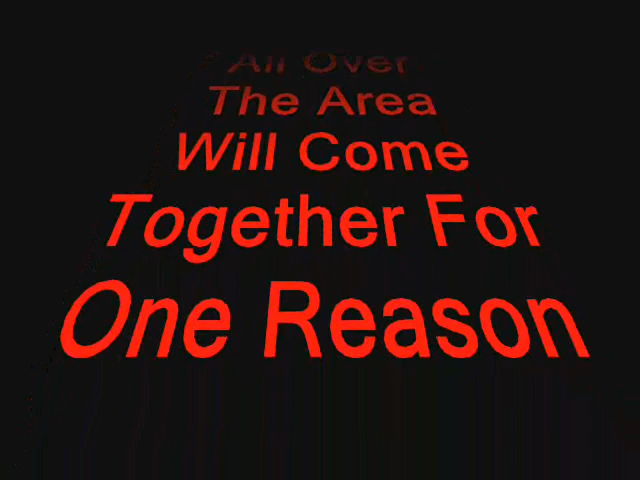 All Over
The Area
Will Come
Together For
One Reason